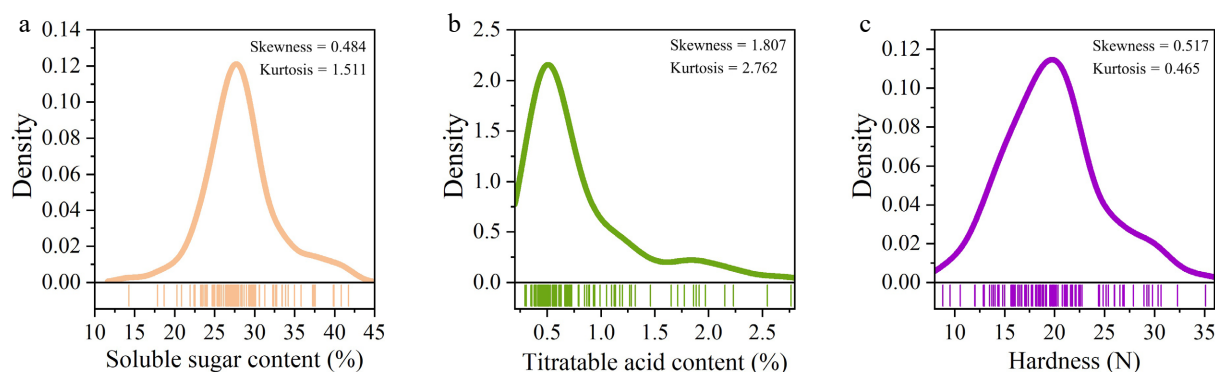 a
Skewness = 0.484
Kurtosis = 1.511
0.14
0.12
0.10
0.08
0.06
0.04
0.02
0.00
Density
10 15 20 25 30 35 40 45
Soluble sugar content (%)
b
Skewness = 1.807
Kurtosis = 2.762
2.5
2.0
1.5
1.0
0.5
0.0
Density
0.5 1.0 1.5 2.0 2.5
Titratable acid content (%)
c
Skewness = 0.517
Kurtosis = 0.465
0.12
0.10
0.08
0.06
0.04
0.02
0.00
Density
10 15 20 25 30 35
Hardness (N)